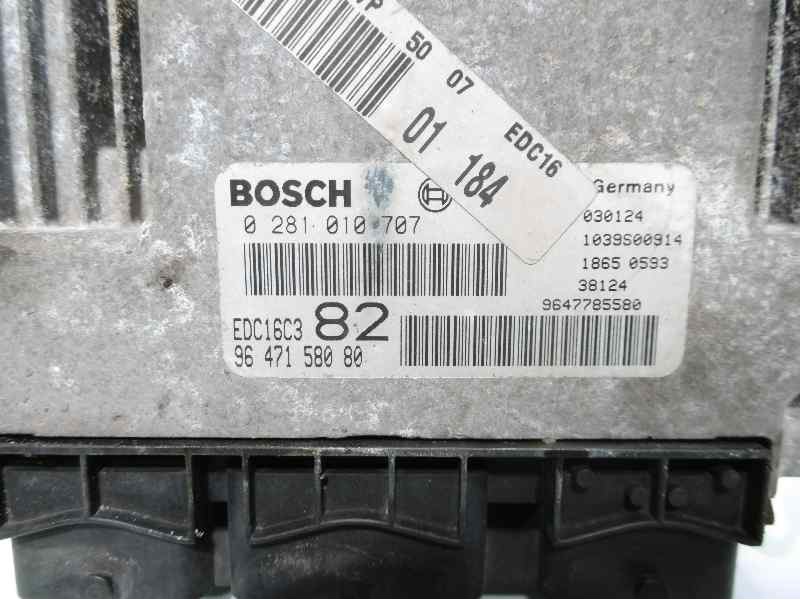 50 07 EDC16
01 184
BOSCH
Germany
0 281 010 707
030124
1039S00914
1865 0593
38124
9647785580
EDC16C3 82
96 471 580 80